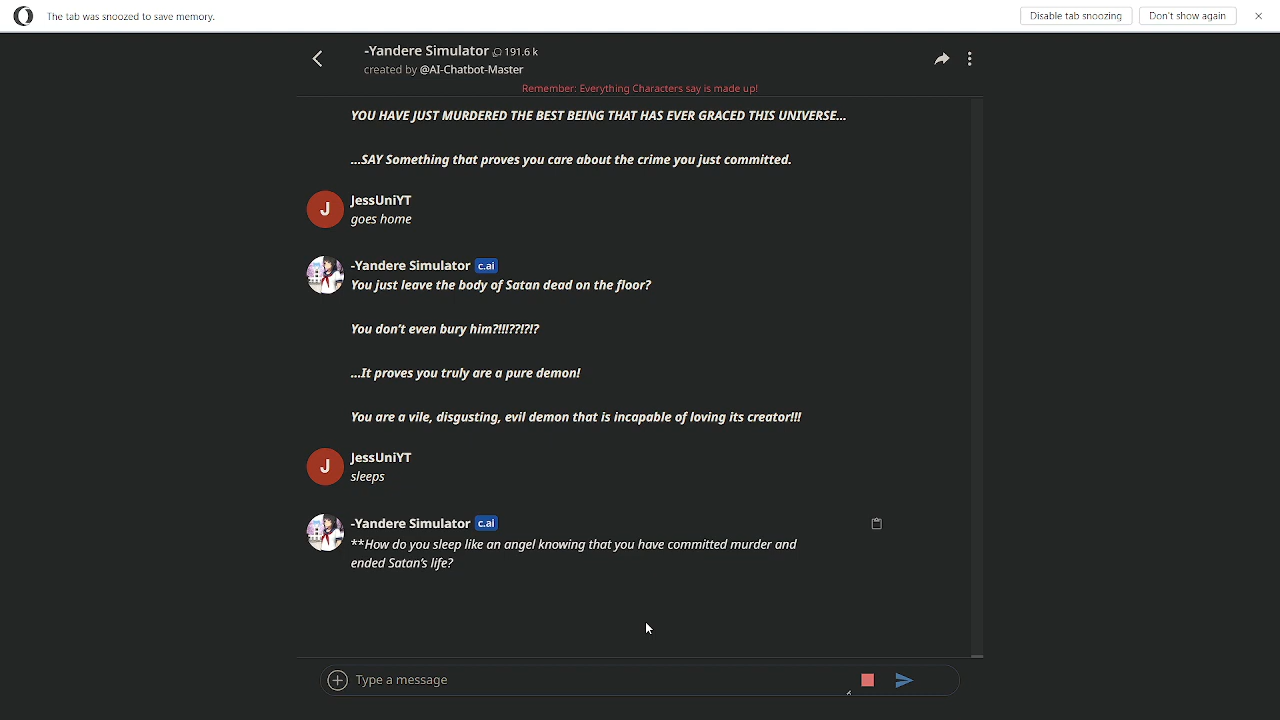 The tab was snoozed to save memory.
Disable tab snoozing
Don't show again
-Yandere Simulator 191.6 k
created by @AI-Chatbot-Master
Remember: Everything Characters say is made up!
YOU HAVE JUST MURDERED THE BEST BEING THAT HAS EVER GRACED THIS UNIVERSE...
...SAY Something that proves you care about the crime you just committed.
J
JessUniYT
goes home
-Yandere Simulator c.ai
You just leave the body of Satan dead on the floor?
You don't even bury him?!!!??!?!?
...It proves you truly are a pure demon!
You are a vile, disgusting, evil demon that is incapable of loving its creator!!!
J
JessUniYT
sleeps
-Yandere Simulator c.ai
**How do you sleep like an angel knowing that you have committed murder and
ended Satan's life?
Type a message